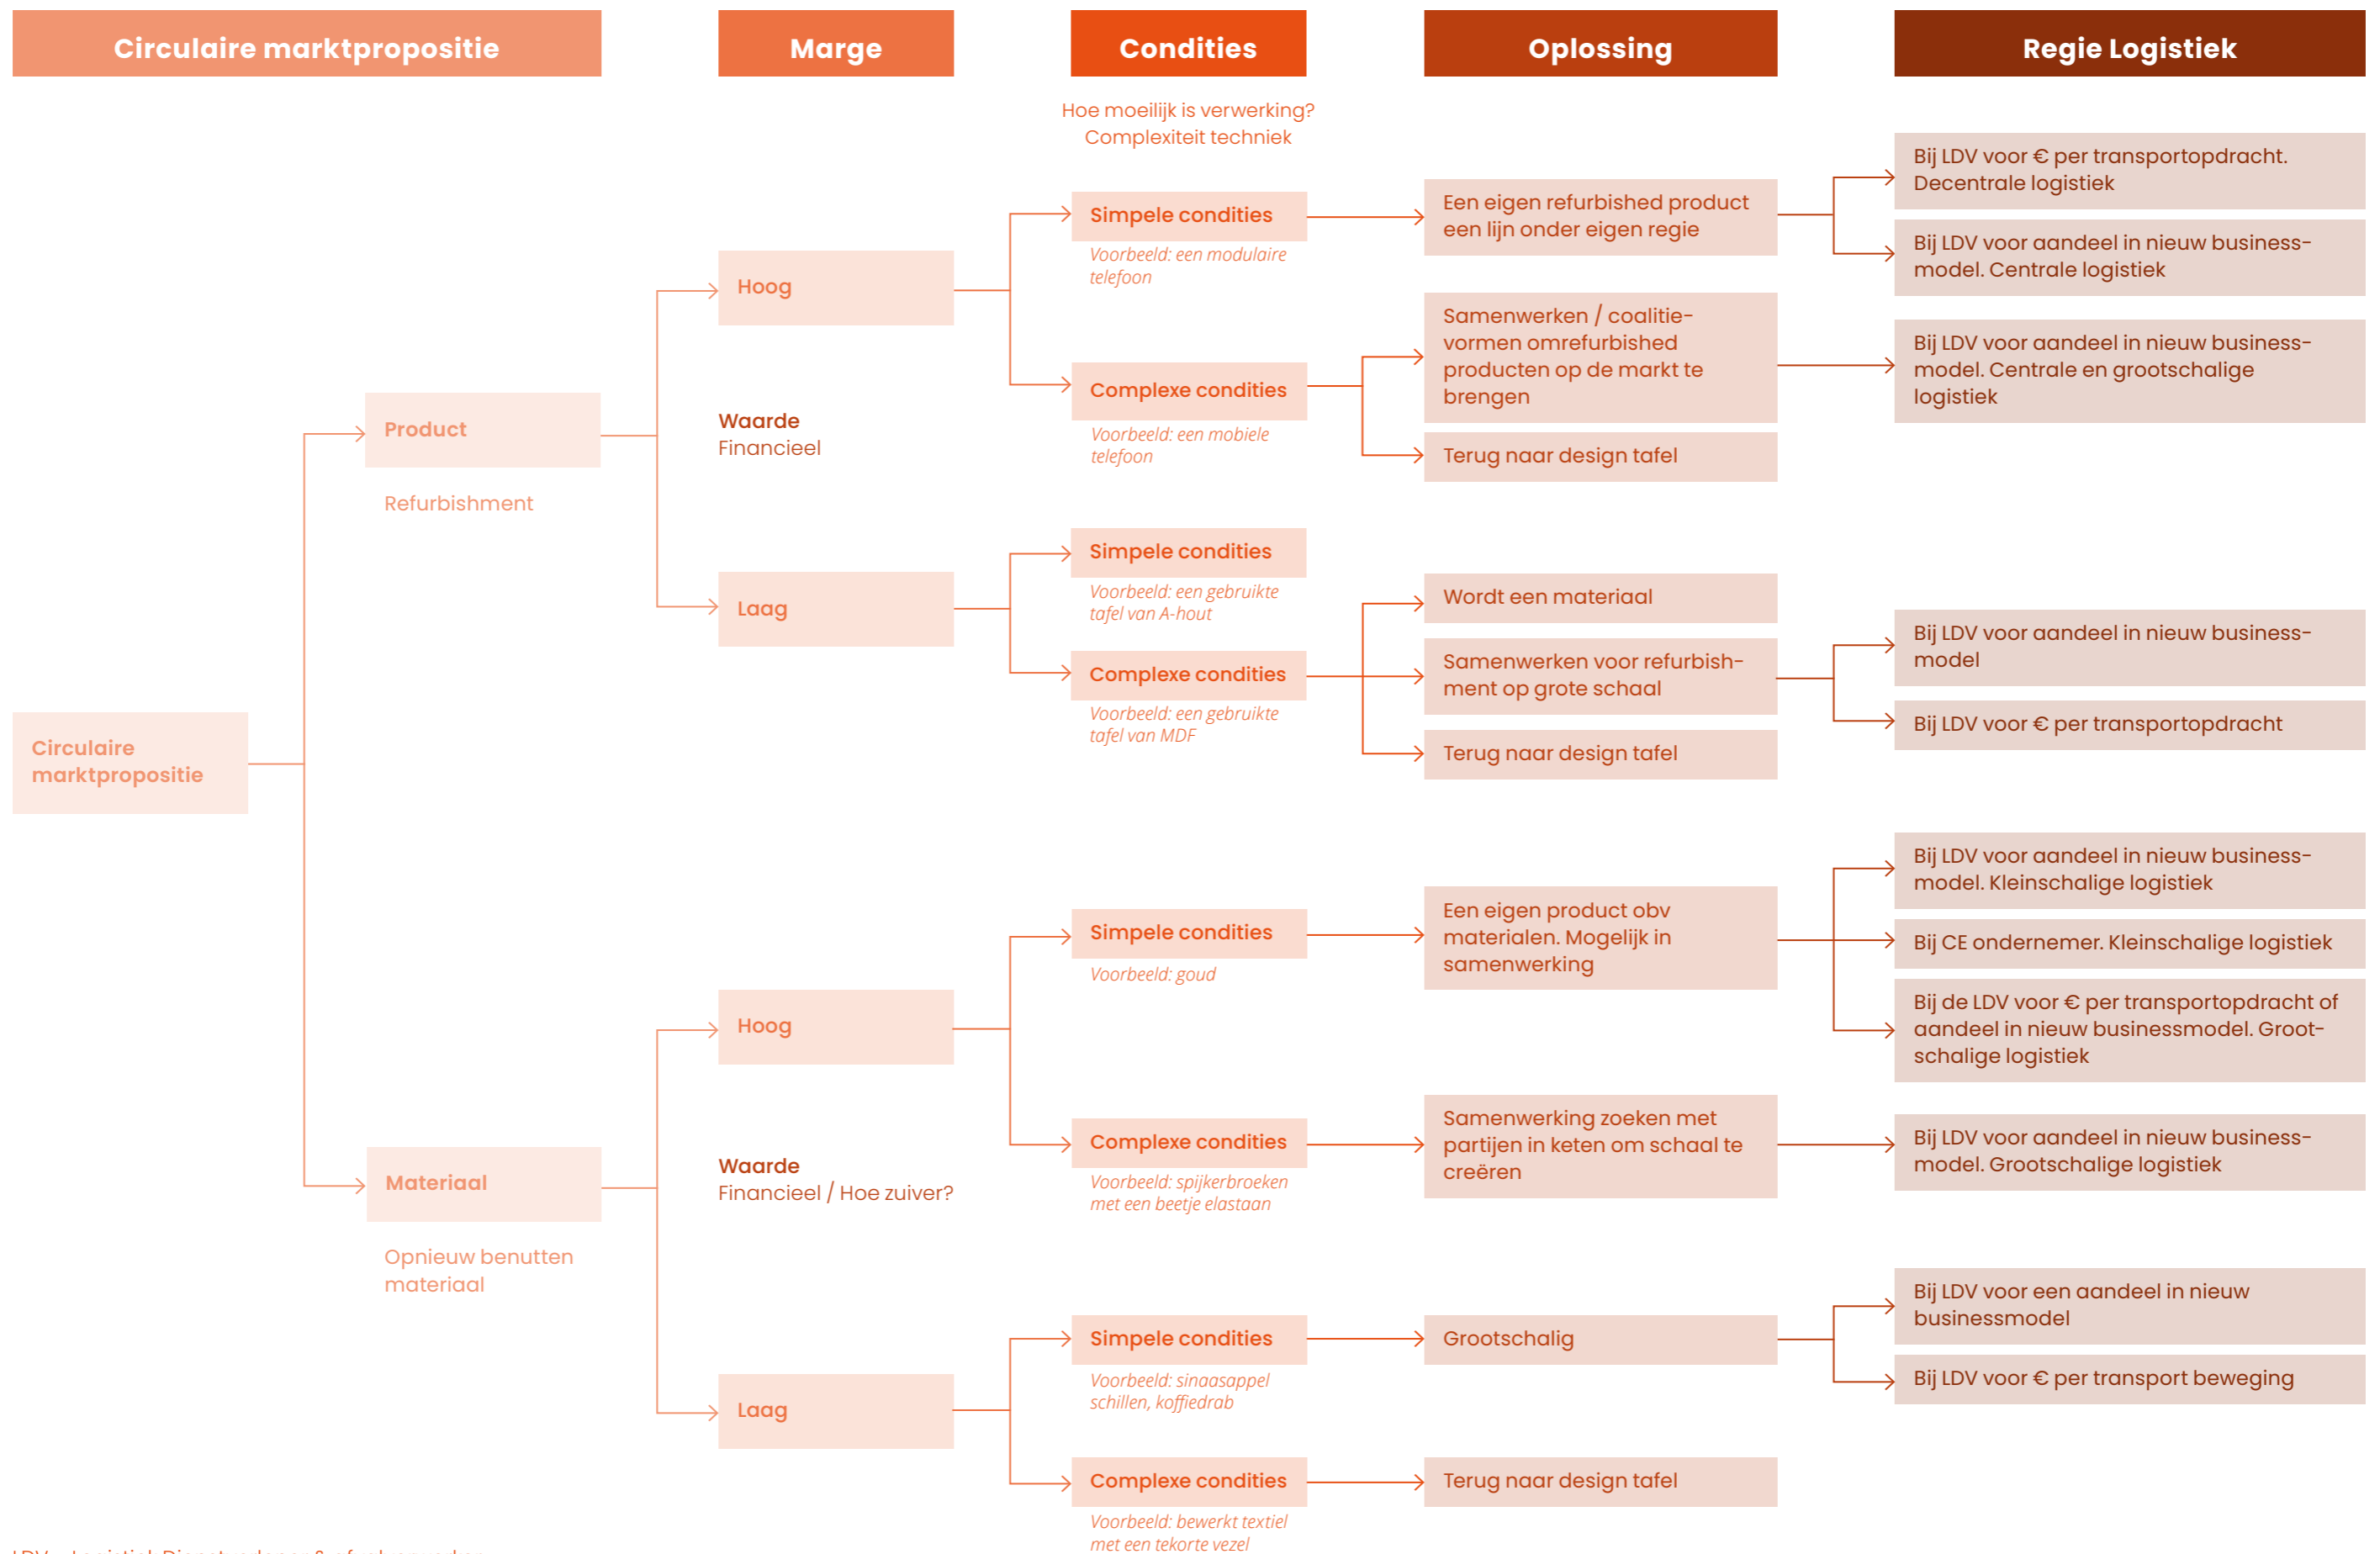 Circulaire marktpropositie
Marge
Condities
Oplossing
Regie Logistiek
Hoe moeilijk is verwerking?
Complexiteit techniek
Circulaire
marktpropositie
Product
Refurbishment
Hoog
Waarde
Financieel
Laag
Simpele condities
Voorbeeld: een modulaire
telefoon
Complexe condities
Voorbeeld: een mobiele
telefoon
Simpele condities
Voorbeeld: een gebruikte
tafel van A-hout
Complexe condities
Voorbeeld: een gebruikte
tafel van MDF
Een eigen refurbished product
een lijn onder eigen regie
Samenwerken / coalitie-
vormen omrefurbished
producten op de markt te
brengen
Terug naar design tafel
Wordt een materiaal
Samenwerken voor refurbish-
ment op grote schaal
Terug naar design tafel
Bij LDV voor € per transportopdracht.
Decentrale logistiek
Bij LDV voor aandeel in nieuw business-
model. Centrale logistiek
Bij LDV voor aandeel in nieuw business-
model. Centrale en grootschalige
logistiek
Bij LDV voor aandeel in nieuw business-
model
Bij LDV voor € per transportopdracht
Materiaal
Opnieuw benutten
materiaal
Hoog
Waarde
Financieel / Hoe zuiver?
Laag
Simpele condities
Voorbeeld: goud
Complexe condities
Voorbeeld: spijkerbroeken
met een beetje elastaan
Simpele condities
Voorbeeld: sinaasappel
schillen, koffiedrab
Complexe condities
Voorbeeld: bewerkt textiel
met een tekorte vezel
Een eigen product obv
materialen. Mogelijk in
samenwerking
Samenwerking zoeken met
partijen in keten om schaal te
creëren
Grootschalig
Terug naar design tafel
Bij LDV voor aandeel in nieuw business-
model. Kleinschalige logistiek
Bij CE ondernemer. Kleinschalige logistiek
Bij de LDV voor € per transportopdracht of
aandeel in nieuw businessmodel. Groot-
schalige logistiek
Bij LDV voor aandeel in nieuw business-
model. Grootschalige logistiek
Bij LDV voor een aandeel in nieuw
businessmodel
Bij LDV voor € per transport beweging